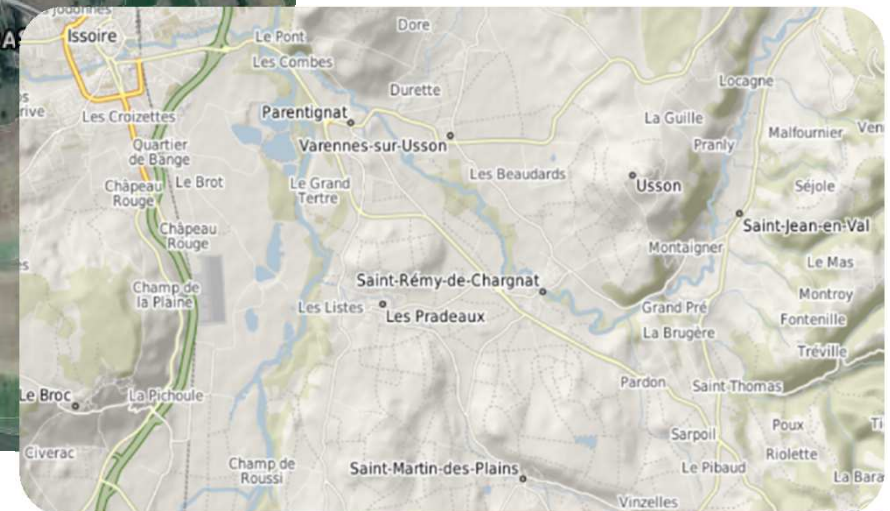 Jodonnes
Issoire
Le Pont
Dore
Les Combes
Durette
Locagne
Les Croizettes
Parentignat
La Guille
Malfournier
Varennes-sur-Usson
Pranly
Quartier
de Bange
Châpeau
Rouge
Le Brot
Le Grand
Tertre
Les Beaudards
Usson
Séjole
Châpeau
Rouge
Saint-Jean-en-Val
Montaigner
Le Mas
Champ de
la Plaine
Saint-Rémy-de-Chargnat
Montroy
Les Listes
Les Pradeaux
Grand Pré
Fontenille
La Brugère
Tréville
Le Broc
La Pichoule
Pardon
Saint-Thomas
Poux
Sarpoil
Civerac
Champ de
Roussi
Saint-Martin-des-Plains
Le Pibaud
Riolette
Vinzelles